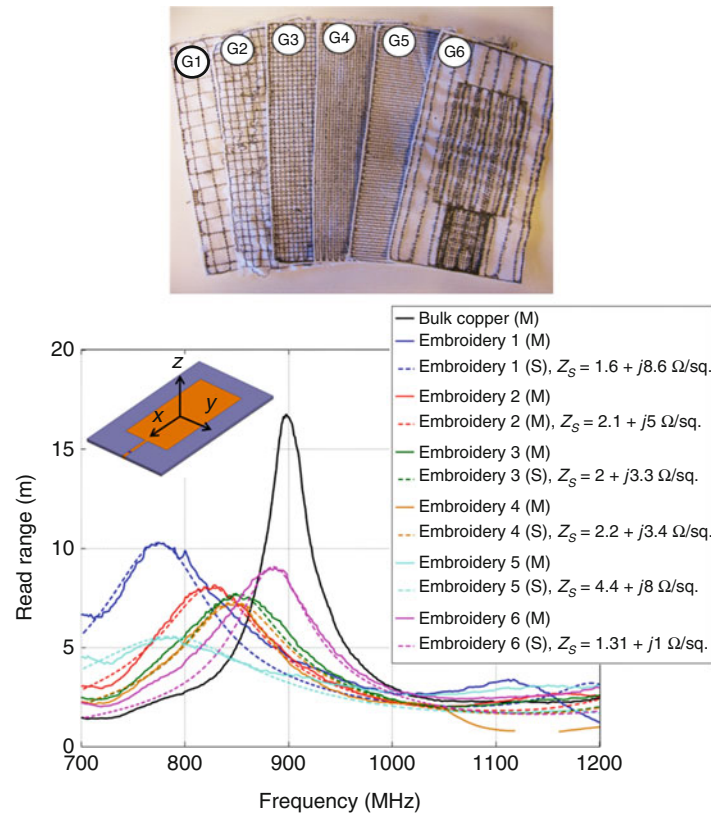 G1 G2 G3 G4 G5 G6
Bulk copper (M)
Embroidery 1 (M)
Embroidery 1 (S), Z_S = 1.6 + j8.6 Ω/sq.
Embroidery 2 (M)
Embroidery 2 (M), Z_S = 2.1 + j5 Ω/sq.
Embroidery 3 (M)
Embroidery 3 (S), Z_S = 2 + j3.3 Ω/sq.
Embroidery 4 (M)
Embroidery 4 (S), Z_S = 2.2 + j3.4 Ω/sq.
Embroidery 5 (M)
Embroidery 5 (S), Z_S = 4.4 + j8 Ω/sq.
Embroidery 6 (M)
Embroidery 6 (S), Z_S = 1.31 + j1 Ω/sq.
20
15
10
5
0
Read range (m)
z
x
y
700 800 900 1000 1100 1200
Frequency (MHz)